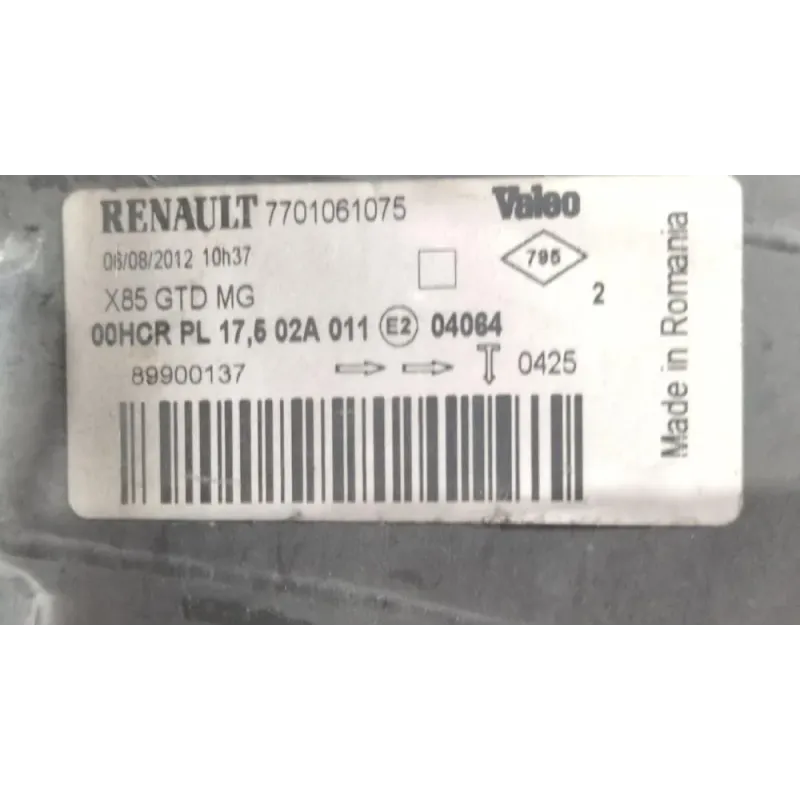 RENAULT 7701061075 Valeo
06/08/2012 10h37
795
X85 GTD MG
2
00HCR PL 17,5 02A 011 E2 04064
89900137 0425
Made in Romania